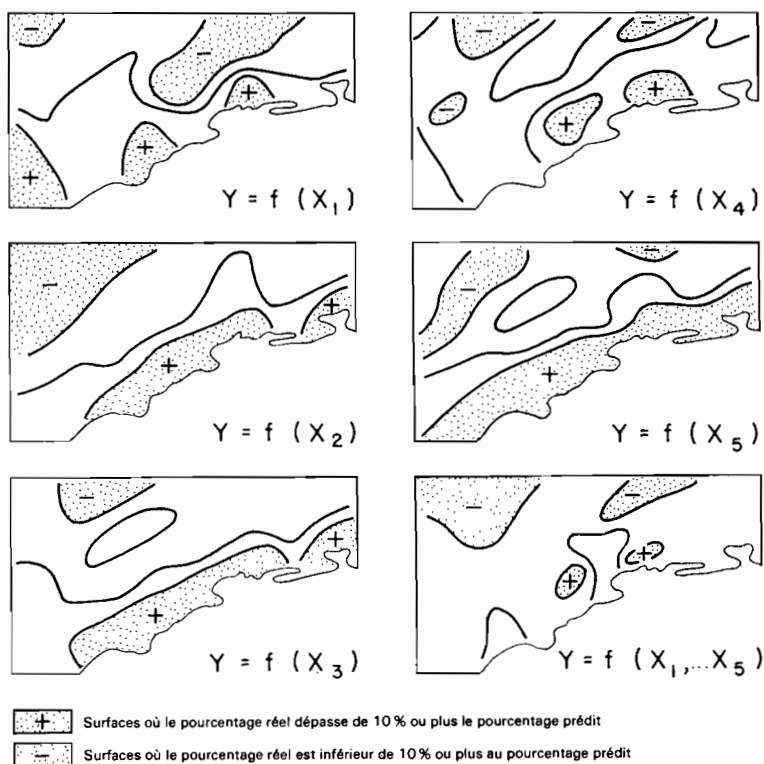 −
−
+
+
+
Y = f (X₁)
−
−
−
+
+
Y = f (X₄)
−
+
+
Y = f (X₂)
−
−
+
Y = f (X₅)
−
+
+
Y = f (X₃)
−
−
+
+
Y = f (X₁,...X₅)
+ Surfaces où le pourcentage réel dépasse de 10 % ou plus le pourcentage prédit
− Surfaces où le pourcentage réel est inférieur de 10 % ou plus au pourcentage prédit